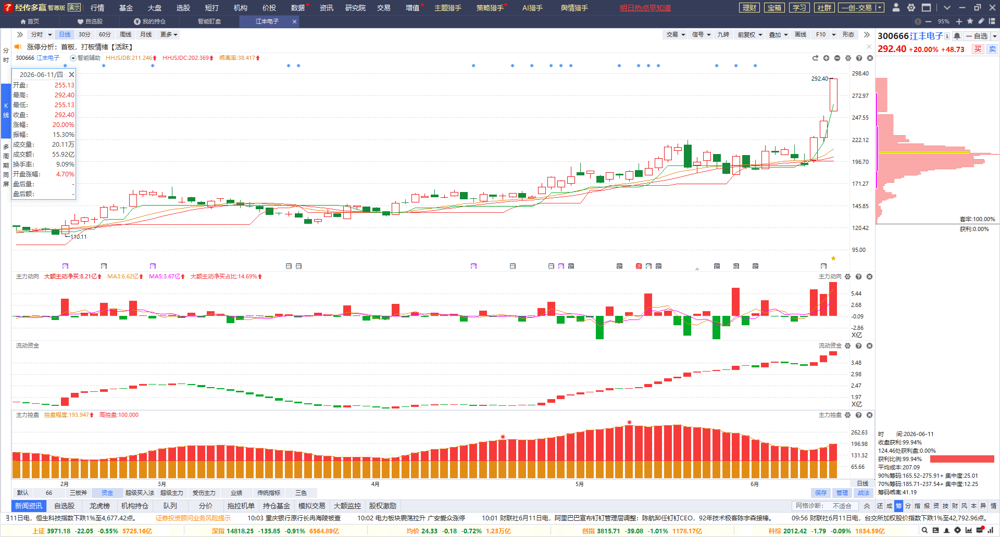 经传多赢 智尊版 演示 行情 基金 大盘 选股 短打 机构 价投 数据 资讯 研究院 交易 增值 主题猎手 策略猎手 AI猎手 舆情猎手 明日热点早知道 理财 宝箱 学习 社群 一创-交易
首页 自选股 我的持仓 智能盯盘 江丰电子 95%
分时 日线 30分 60分 周线 月线 更多 交易 信号 九转 前复权 叠加 画线 F10 形态
300666 江丰电子 自选
292.40 +20.00% +48.73 买 卖
涨停分析：首板，打板情绪【活跃】
300666 江丰电子 智能辅助 HHJSJDB:211.246 HHJSJDC:202.369 乖离率:38.417
分时
K线
多周期同屏
2026-06-11/四
开盘: 255.13
最高: 292.40
最低: 255.13
收盘: 292.40
涨幅: 20.00%
振幅: 15.30%
成交量: 20.11万
成交额: 55.92亿
换手率: 9.09%
开盘涨幅: 4.70%
盘后量: -
盘后额: -
292.40
110.11
298.40
272.97
247.55
222.12
196.70
171.27
145.85
120.42
95.00
套牢:100.00%
获利:0.00%
主力动向 大额主动净买:8.21亿 MA3:6.62亿 MA5:3.67亿 大额主动净买占比:14.69% 主力动向
5.44
2.68
-0.09
-2.86
X亿
流动资金 流动资金
3.48
2.98
2.47
1.97
X亿
主力控盘 控盘程度:193.947 高控盘:100.000 主力控盘
262.63
196.98
131.32
65.66
时 间:2026-06-11
收盘获利:99.94%
124.46处获利盘:0.00%
获利比例:99.94%
平均成本:207.09
90%筹码:165.52-275.91+ 集中度:25.01
70%筹码:185.71-237.54+ 集中度:12.25
筹码乖离:41.19
2月 3月 4月 5月 6月 日线
默认 66 三板斧 资金 超级买入法 超级主力 受伤主力 业绩 传统指标 三色 保存 管理 战法
新闻资讯 自选股 龙虎榜 机构持仓 队列 分价 拖拉机单 持仓基金 模拟交易 大额监控 股权激励 网格诊断： 不适合 还 成 筹 分 指 报 资 技 财 风 本 异 情
月11日电，恒生科技指数下跌1%至4,677.42点。 证券投资顾问业务风险提示 10:03 重庆银行原行长冉海陵被查 10:02 电力板块震荡拉升 广安爱众涨停 10:01 财联社6月11日电，阿里巴巴宣布钉钉管理层调整：陈航卸任钉钉CEO，92年技术极客陈宇森接棒。 09:56 财联社6月11日电，台交所加权股价指数下跌1%至42,792.96点。
上证 3971.18 -22.05 -0.55% 5725.16亿 深指 14818.25 -135.85 -0.91% 6564.89亿 均价 24.33 -0.18 -0.72% 1.23万亿 创指 3815.71 -39.08 -1.01% 1178.17亿 科综 2012.42 -1.79 -0.09% 1834.59亿